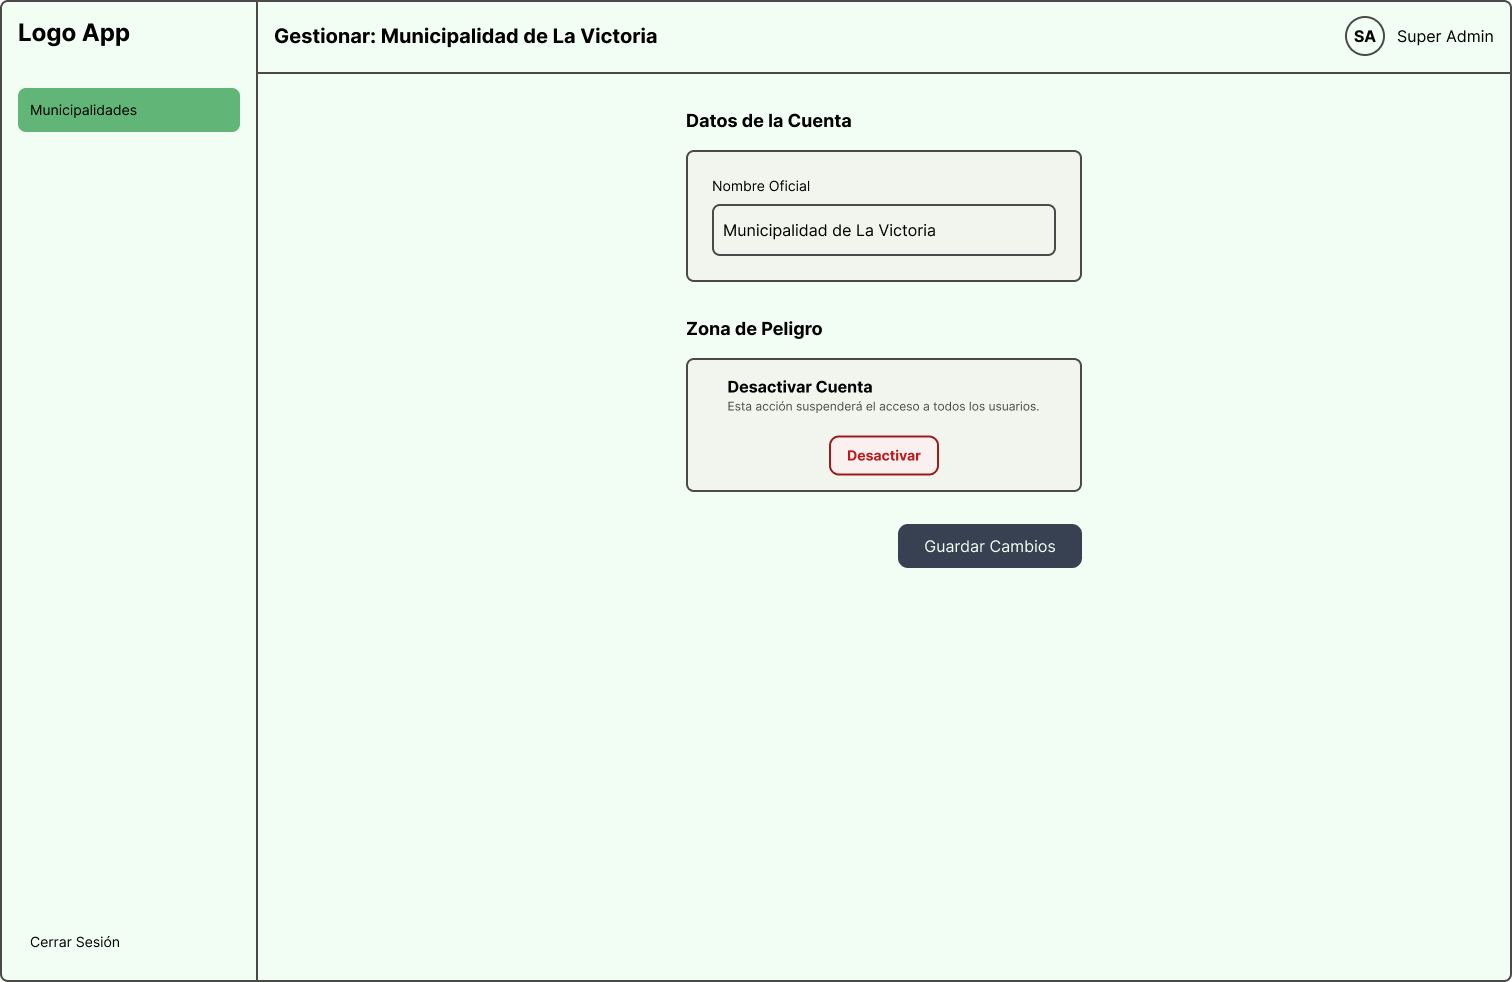 Logo App
Municipalidades
Cerrar Sesión
Gestionar: Municipalidad de La Victoria
SA
Super Admin
Datos de la Cuenta
Nombre Oficial
Municipalidad de La Victoria
Zona de Peligro
Desactivar Cuenta
Esta acción suspenderá el acceso a todos los usuarios.
Desactivar
Guardar Cambios